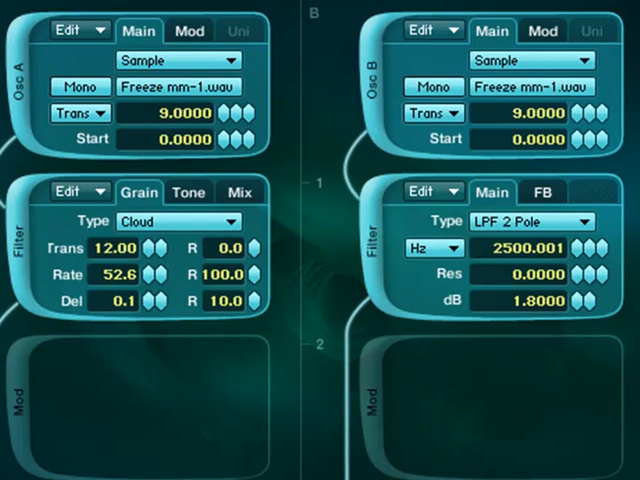 B
Osc A
Edit Main Mod Uni
Sample
Mono Freeze mm-1.wav
Trans 9.0000
Start 0.0000
Osc B
Edit Main Mod Uni
Sample
Mono Freeze mm-1.wav
Trans 9.0000
Start 0.0000
1
Filter
Edit Grain Tone Mix
Type Cloud
Trans 12.00 R 0.0
Rate 52.6 R 100.0
Del 0.1 R 10.0
Filter
Edit Main FB
Type LPF 2 Pole
Hz 2500.001
Res 0.0000
dB 1.8000
2
Mod
Mod